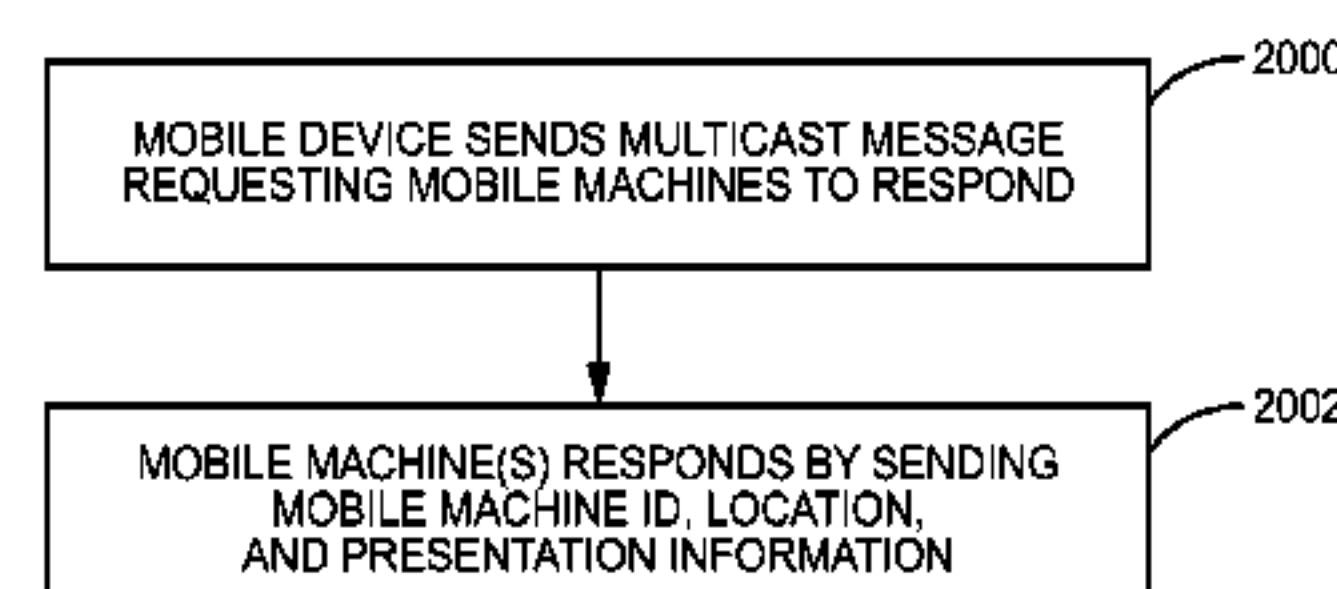 2000
MOBILE DEVICE SENDS MULTICAST MESSAGE
REQUESTING MOBILE MACHINES TO RESPOND
2002
MOBILE MACHINE(S) RESPONDS BY SENDING
MOBILE MACHINE ID, LOCATION,
AND PRESENTATION INFORMATION